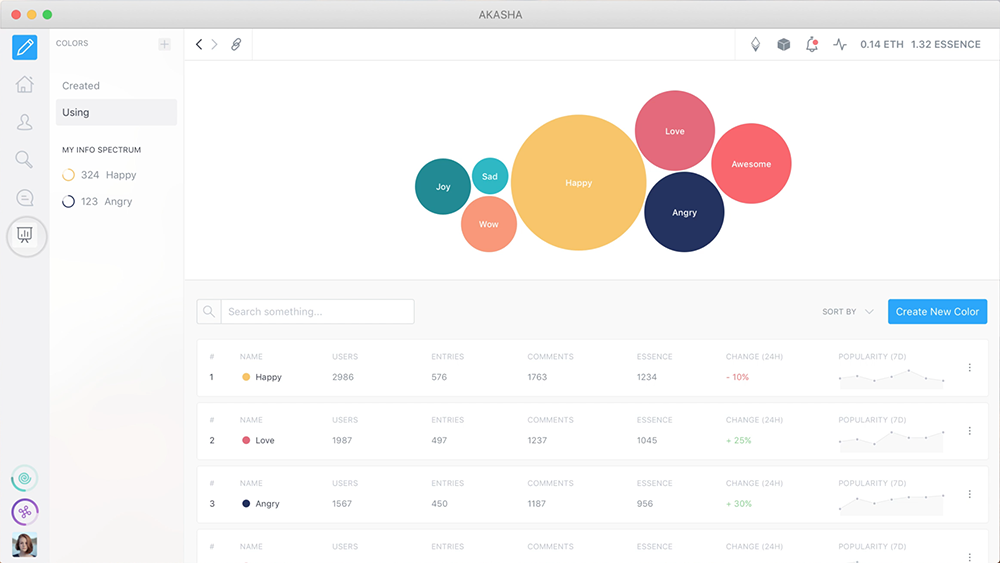 AKASHA
COLORS
0.14 ETH 1.32 ESSENCE
Created
Using
MY INFO SPECTRUM
324 Happy
123 Angry
Joy
Sad
Wow
Happy
Love
Angry
Awesome
Search something...
SORT BY
Create New Color
# NAME USERS ENTRIES COMMENTS ESSENCE CHANGE (24H) POPULARITY (7D)
1 Happy 2986 576 1763 1234 - 10%
# NAME USERS ENTRIES COMMENTS ESSENCE CHANGE (24H) POPULARITY (7D)
2 Love 1987 497 1237 1045 + 25%
# NAME USERS ENTRIES COMMENTS ESSENCE CHANGE (24H) POPULARITY (7D)
3 Angry 1567 450 1187 956 + 30%
# NAME USERS ENTRIES COMMENTS ESSENCE CHANGE (24H) POPULARITY (7D)